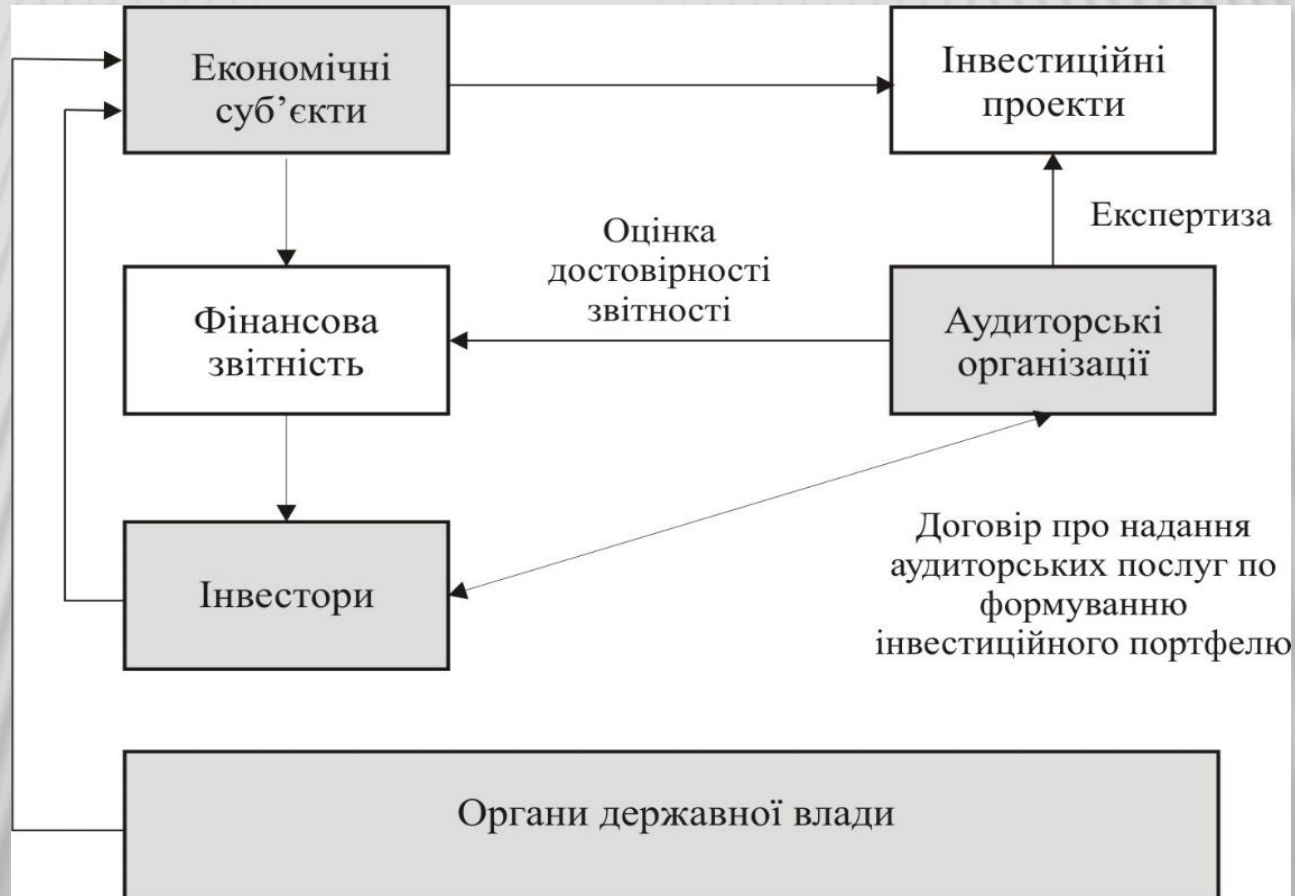 Економічні
суб’єкти
Інвестиційні
проекти
Експертиза
Оцінка
достовірності
звітності
Фінансова
звітність
Аудиторські
організації
Інвестори
Договір про надання
аудиторських послуг по
формуванню
інвестиційного портфелю
Органи державної влади